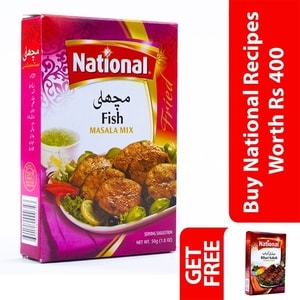 National
مچھلی
Fish
MASALA MIX
Fried
SERVING SUGGESTION
NET WT. 50g (1.8 OZ)
Buy National Recipes
Worth Rs 400
GET
FREE
National